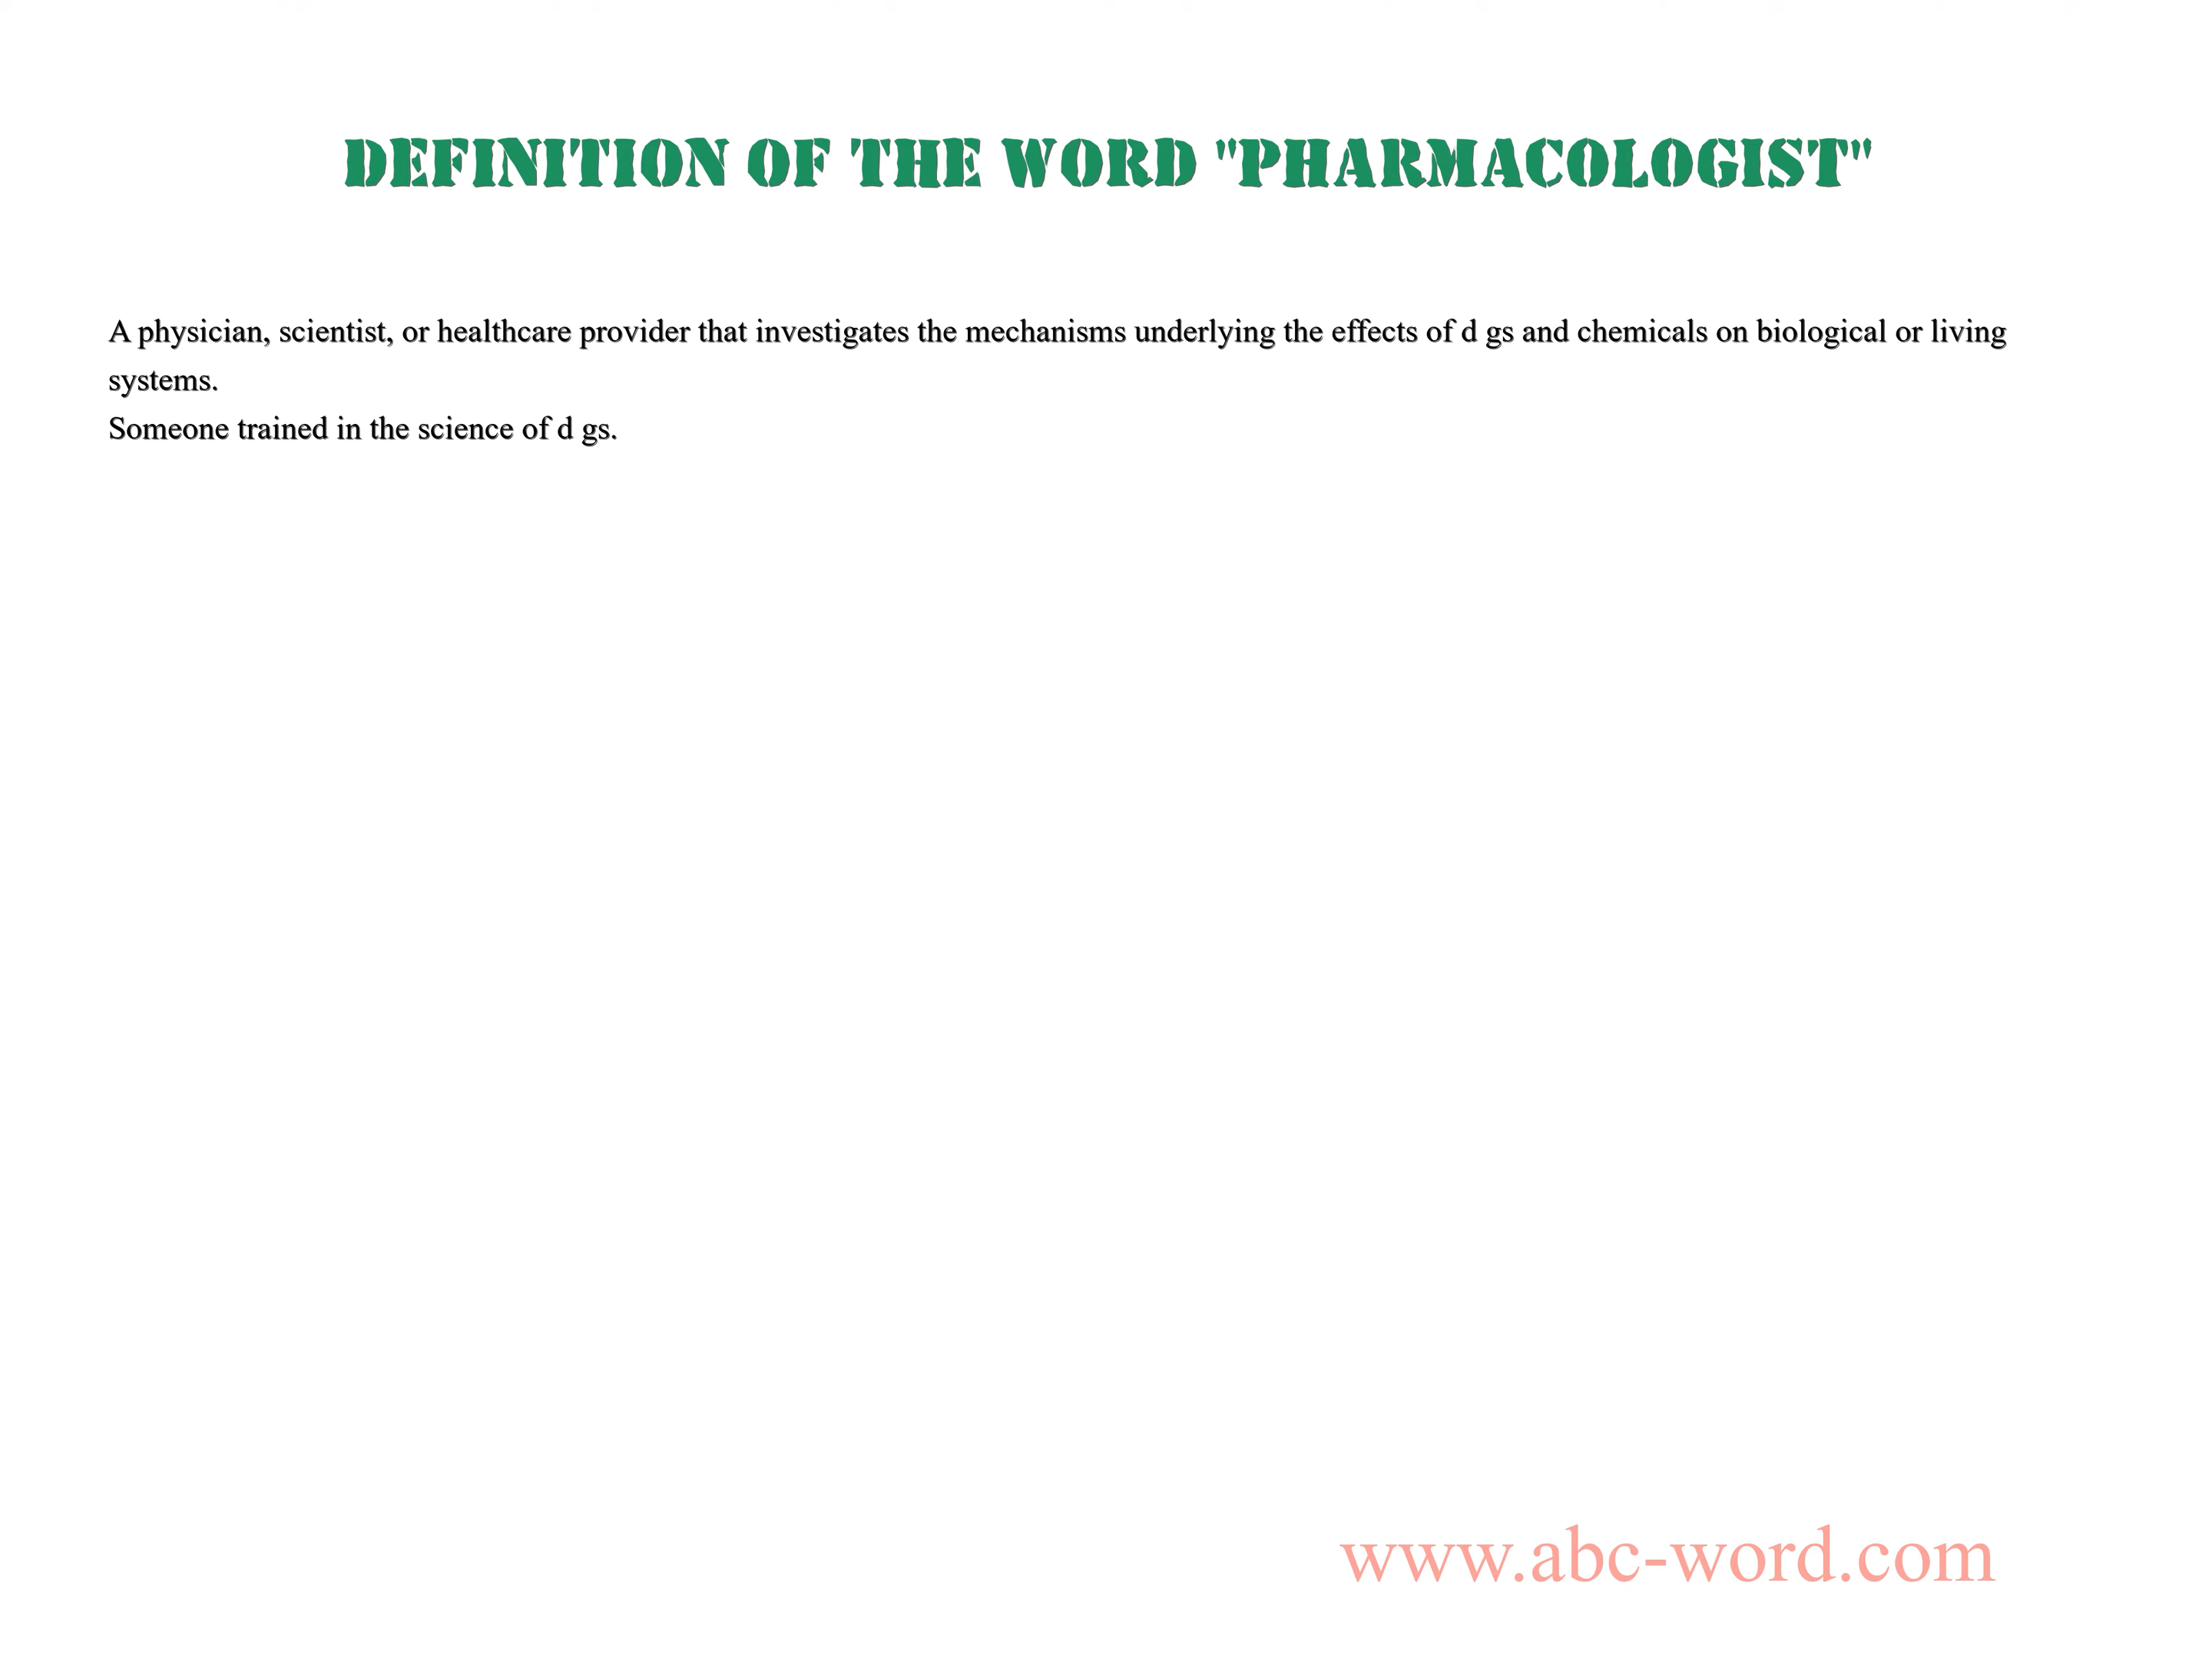 DEFINITION OF THE WORD "PHARMACOLOGIST"
A physician, scientist, or healthcare provider that investigates the mechanisms underlying the effects of d gs and chemicals on biological or living
systems.
Someone trained in the science of d gs.
www.abc-word.com